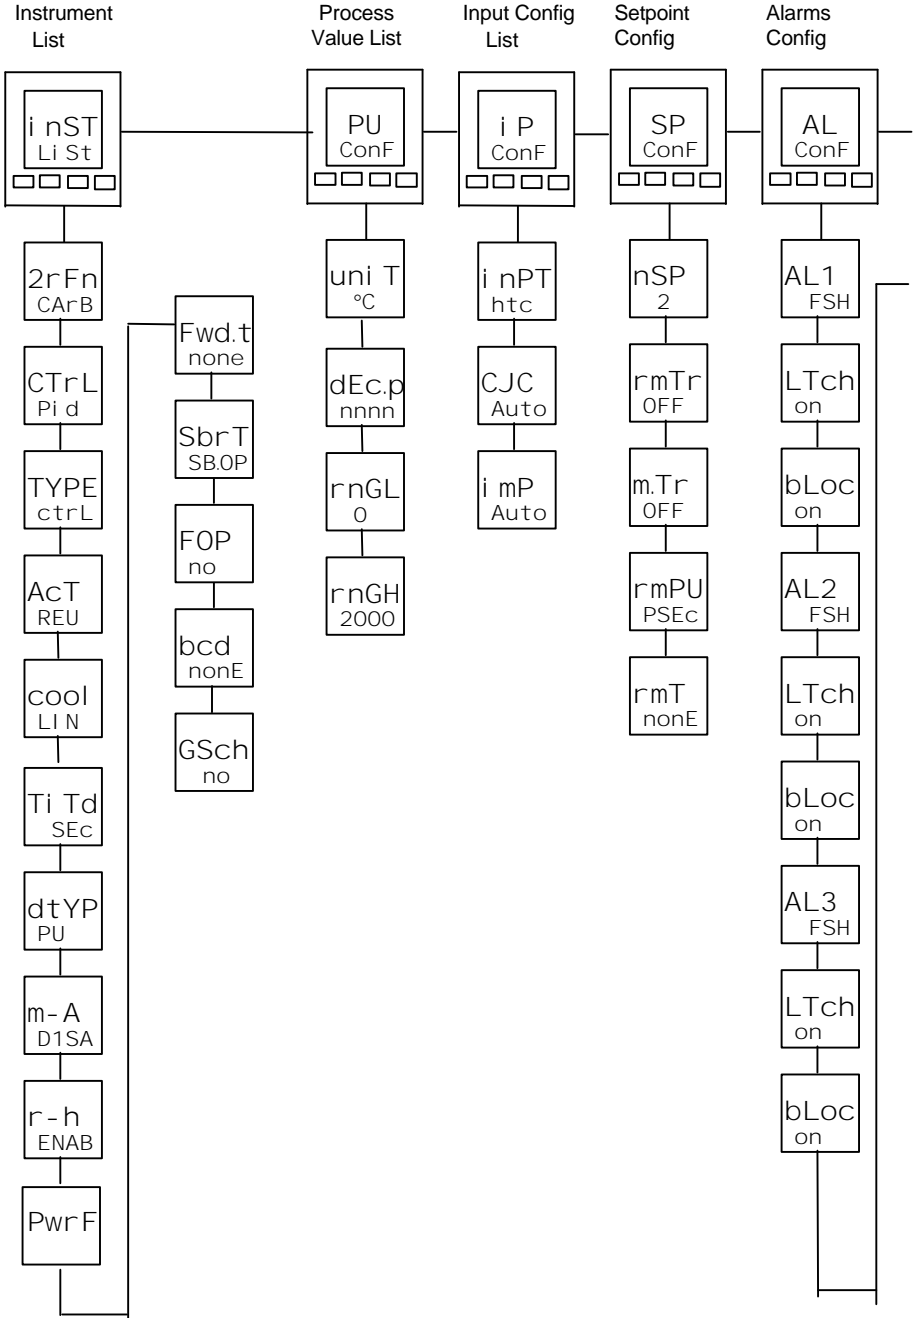 Instrument
List
Process
Value List
Input Config
List
Setpoint
Config
Alarms
Config
inST
LiSt
PU
ConF
iP
ConF
SP
ConF
AL
ConF
2rFn
CArB
CTrL
Pid
TYPE
ctrL
AcT
REU
cool
LIN
TiTd
SEc
dtYP
PU
m-A
D1SA
r-h
ENAB
PwrF
Fwd.t
none
SbrT
SB.OP
FOP
no
bcd
nonE
GSch
no
uniT
°C
dEc.p
nnnn
rnGL
0
rnGH
2000
inPT
htc
CJC
Auto
imP
Auto
nSP
2
rmTr
OFF
m.Tr
OFF
rmPU
PSEc
rmT
nonE
AL1
FSH
LTch
on
bLoc
on
AL2
FSH
LTch
on
bLoc
on
AL3
FSH
LTch
on
bLoc
on